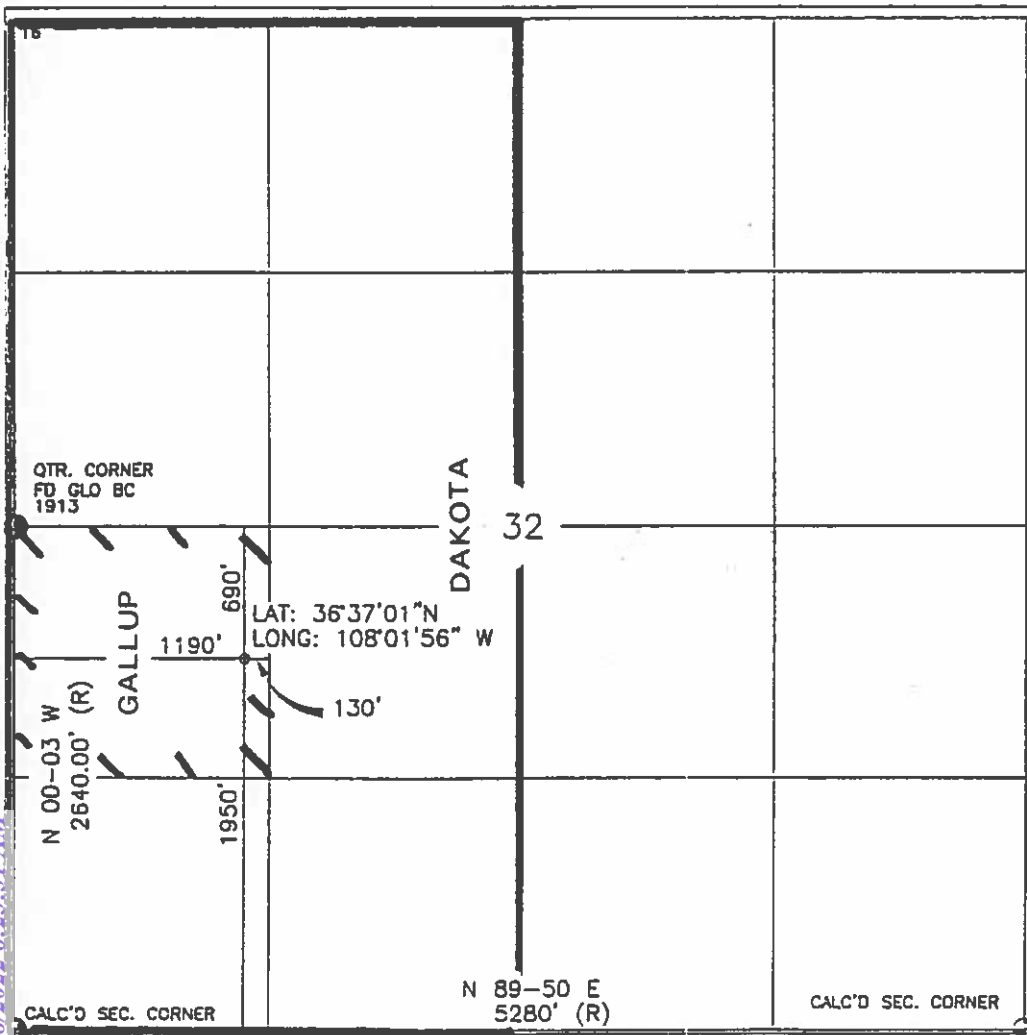 16
QTR. CORNER
FD GLO BC
1913
DAKOTA
32
690'
LAT: 36°37'01"N
LONG: 108°01'56" W
GALLUP
1190'
130'
N 00-03 W
2640.00' (R)
1950'
N 89-50 E
5280' (R)
CALC'D SEC. CORNER
CALC'D SEC. CORNER